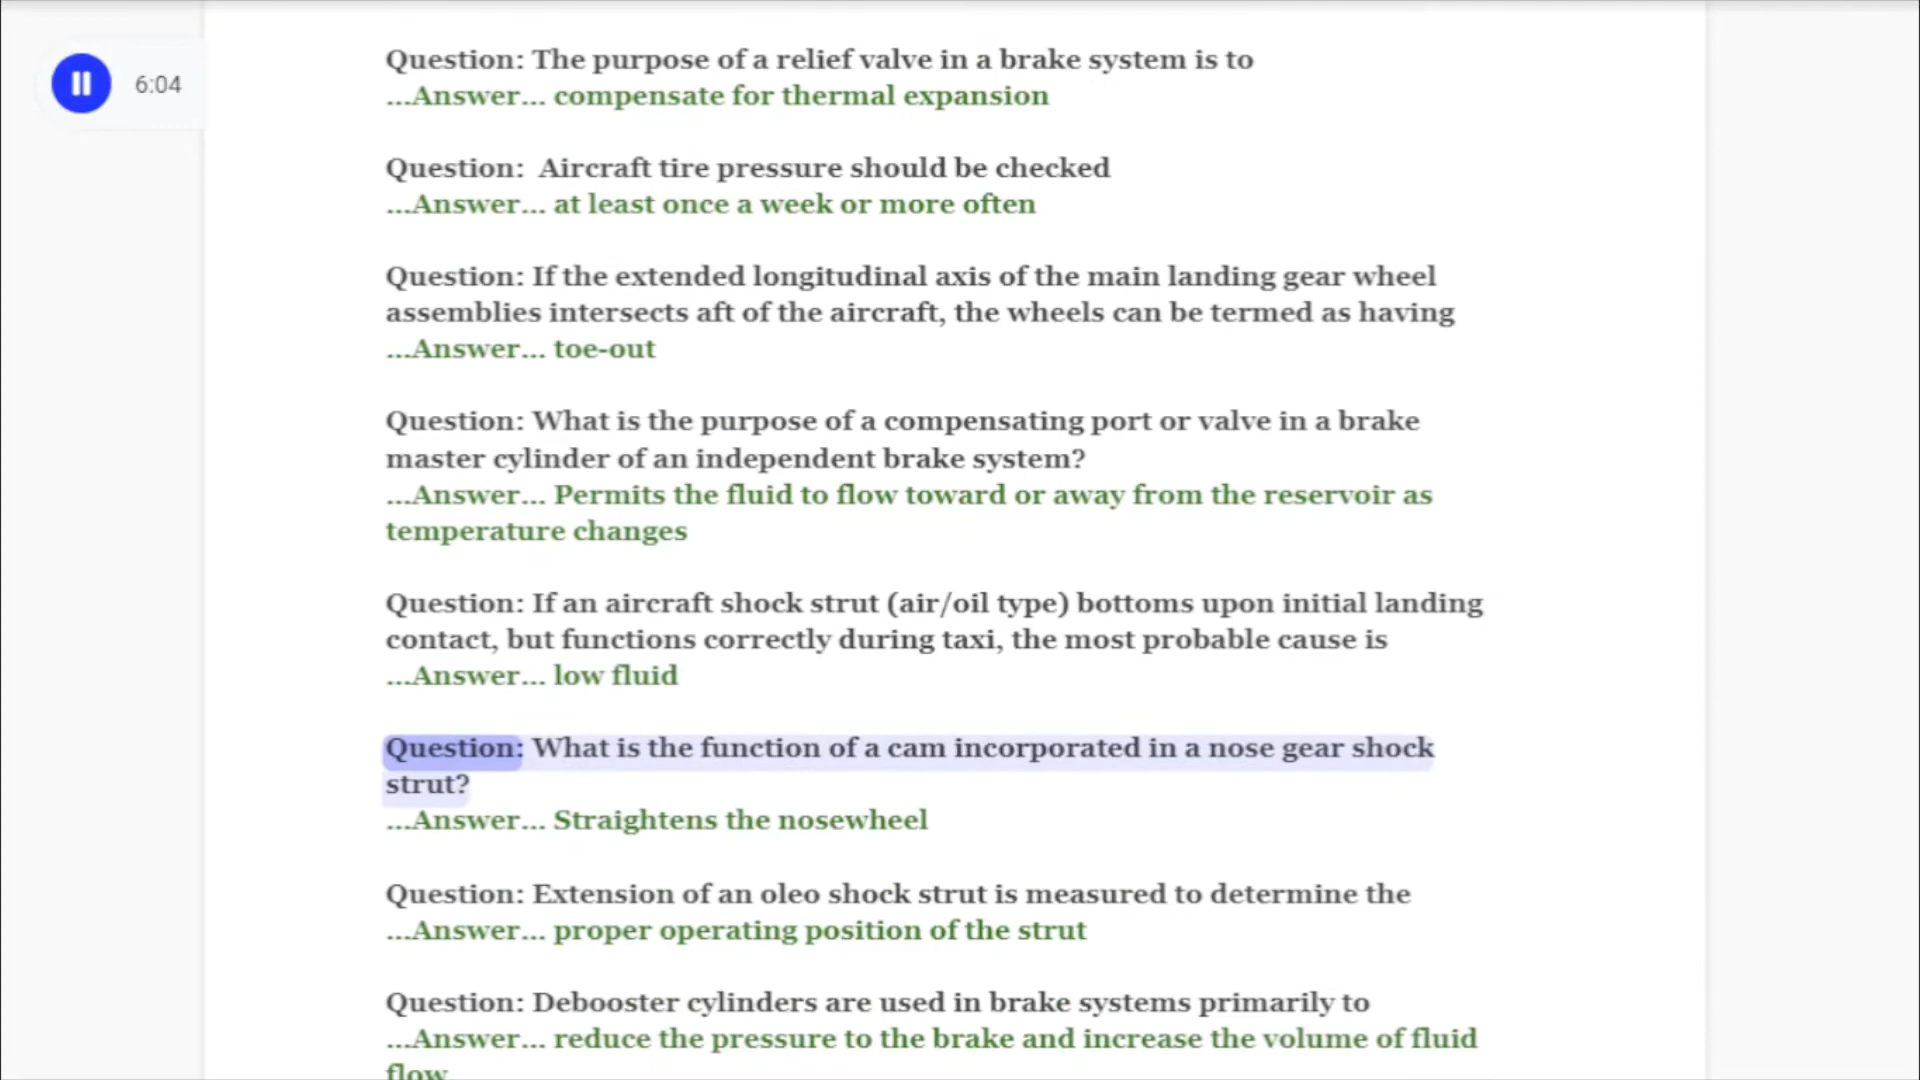 6:04
Question: The purpose of a relief valve in a brake system is to
...Answer... compensate for thermal expansion
Question:  Aircraft tire pressure should be checked
...Answer... at least once a week or more often
Question: If the extended longitudinal axis of the main landing gear wheel
assemblies intersects aft of the aircraft, the wheels can be termed as having
...Answer... toe-out
Question: What is the purpose of a compensating port or valve in a brake
master cylinder of an independent brake system?
...Answer... Permits the fluid to flow toward or away from the reservoir as
temperature changes
Question: If an aircraft shock strut (air/oil type) bottoms upon initial landing
contact, but functions correctly during taxi, the most probable cause is
...Answer... low fluid
Question: What is the function of a cam incorporated in a nose gear shock
strut?
...Answer... Straightens the nosewheel
Question: Extension of an oleo shock strut is measured to determine the
...Answer... proper operating position of the strut
Question: Debooster cylinders are used in brake systems primarily to
...Answer... reduce the pressure to the brake and increase the volume of fluid
flow